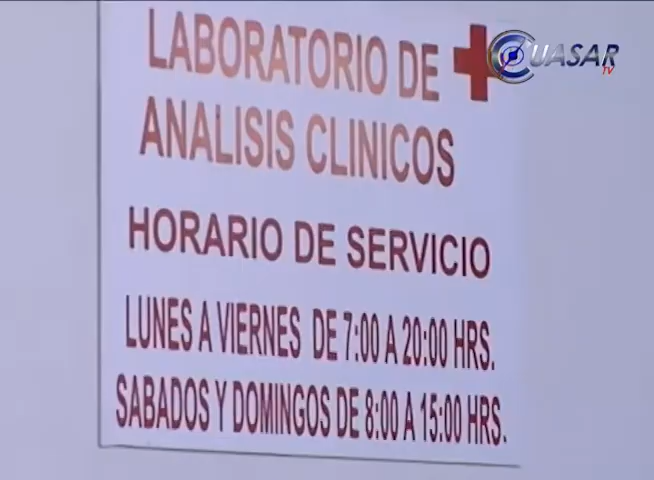 LABORATORIO DE
ANALISIS CLINICOS
CUASAR
TV
HORARIO DE SERVICIO
LUNES A VIERNES DE 7:00 A 20:00 HRS.
SABADOS Y DOMINGOS DE 8:00 A 15:00 HRS.